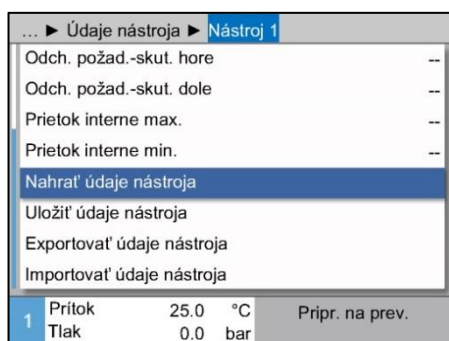 ... ► Údaje nástroja ► Nástroj 1
Odch. požad.-skut. hore --
Odch. požad.-skut. dole --
Prietok interne max. --
Prietok interne min. --
Nahrať údaje nástroja
Uložiť údaje nástroja
Exportovať údaje nástroja
Importovať údaje nástroja
1 Prítok 25.0 °C Pripr. na prev.
Tlak 0.0 bar